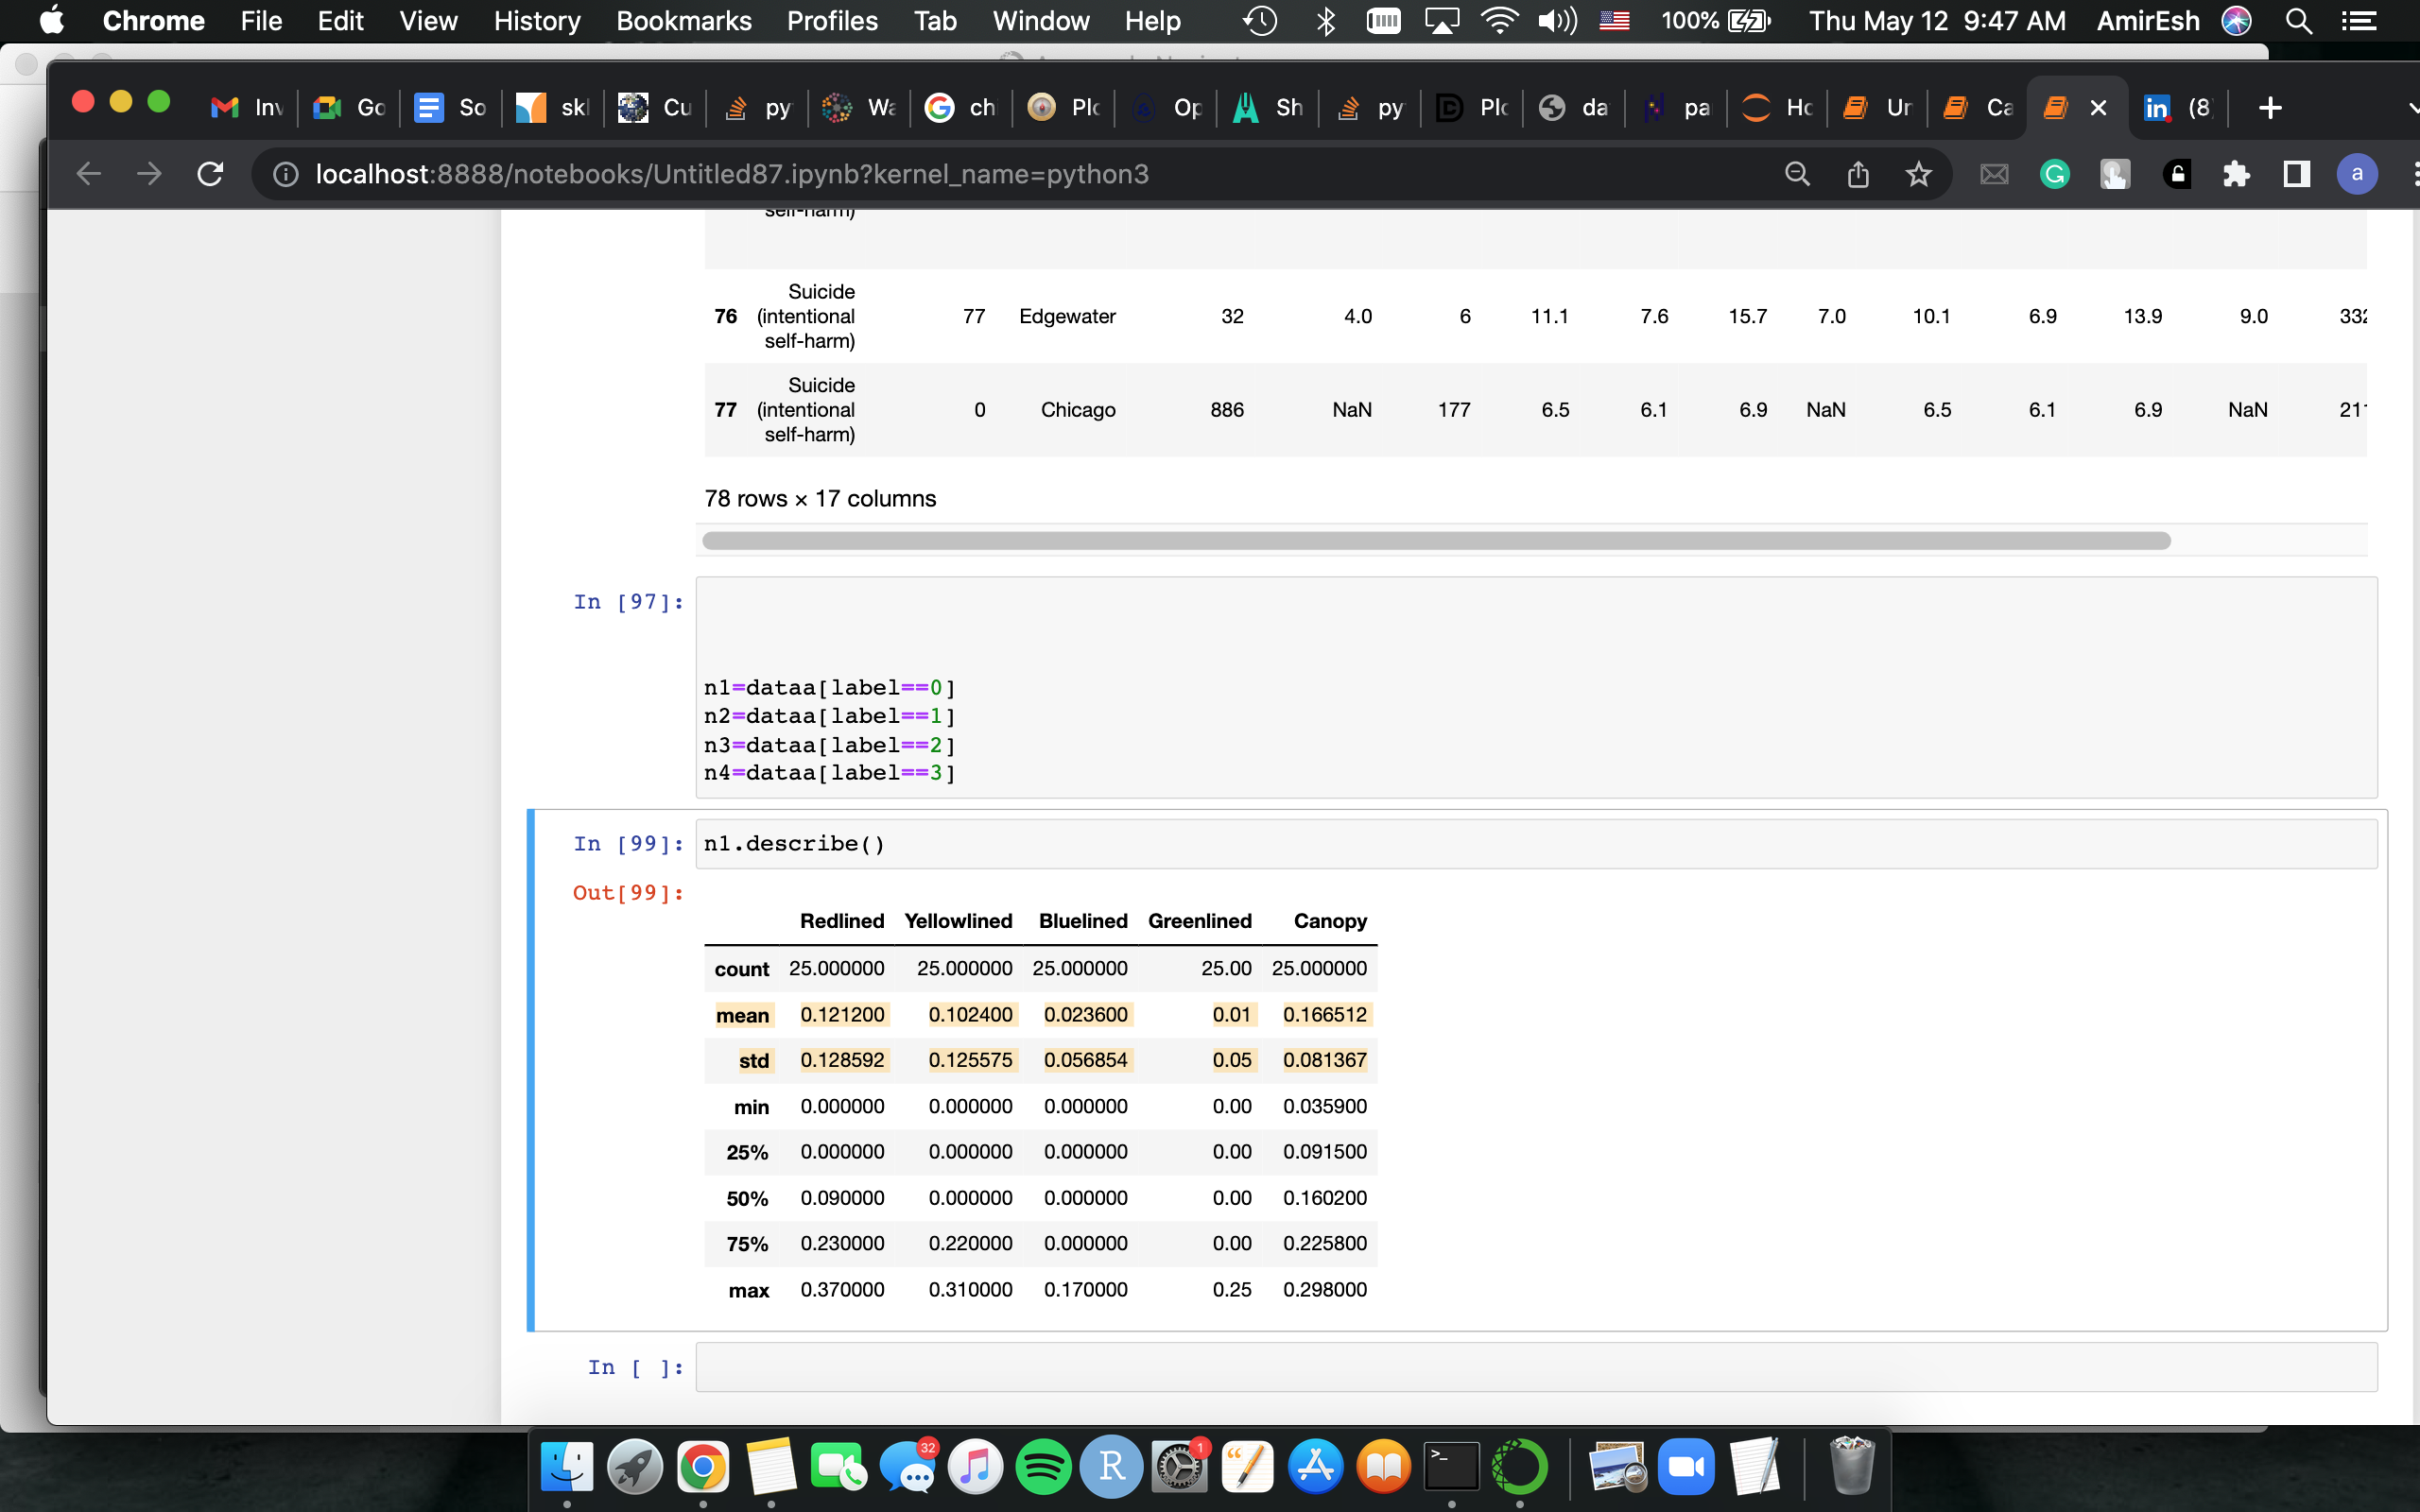 Chrome File Edit View History Bookmarks Profiles Tab Window Help 100% Thu May 12 9:47 AM AmirEsh
Inv Go So skl Cu py Wa chi Plo Op Sh py Plo da pa Ho Ur Ca (8
localhost:8888/notebooks/Untitled87.ipynb?kernel_name=python3
self-harm)
Suicide
76 (intentional 77 Edgewater 32 4.0 6 11.1 7.6 15.7 7.0 10.1 6.9 13.9 9.0 332
self-harm)
Suicide
77 (intentional 0 Chicago 886 NaN 177 6.5 6.1 6.9 NaN 6.5 6.1 6.9 NaN 211
self-harm)
78 rows × 17 columns
In [97]:
n1=dataa[label==0]
n2=dataa[label==1]
n3=dataa[label==2]
n4=dataa[label==3]
In [99]: n1.describe()
Out[99]:
Redlined Yellowlined Bluelined Greenlined Canopy
count 25.000000 25.000000 25.000000 25.00 25.000000
mean 0.121200 0.102400 0.023600 0.01 0.166512
std 0.128592 0.125575 0.056854 0.05 0.081367
min 0.000000 0.000000 0.000000 0.00 0.035900
25% 0.000000 0.000000 0.000000 0.00 0.091500
50% 0.090000 0.000000 0.000000 0.00 0.160200
75% 0.230000 0.220000 0.000000 0.00 0.225800
max 0.370000 0.310000 0.170000 0.25 0.298000
In [ ]:
32 R 1